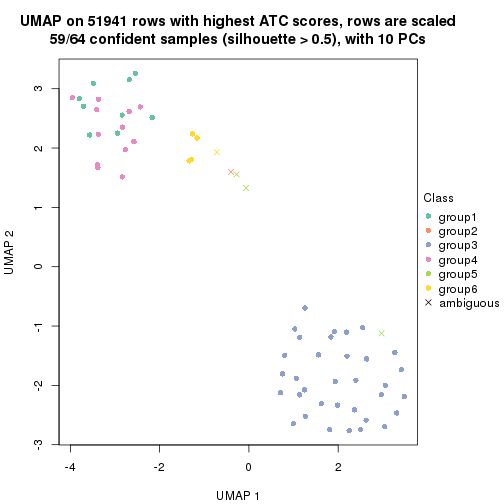 UMAP on 51941 rows with highest ATC scores, rows are scaled
59/64 confident samples (silhouette > 0.5), with 10 PCs
3
2
1
0
-1
-2
-3
UMAP 2
-4
-2
0
2
UMAP 1
Class
group1
group2
group3
group4
group5
group6
ambiguous